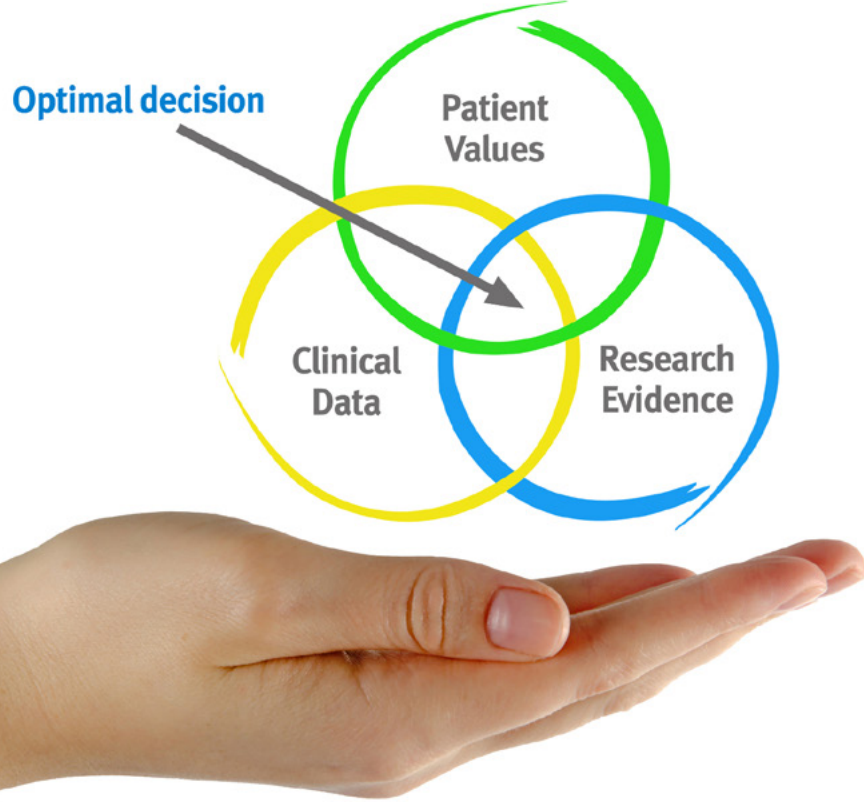 Optimal decision
Patient
Values
Clinical
Data
Research
Evidence